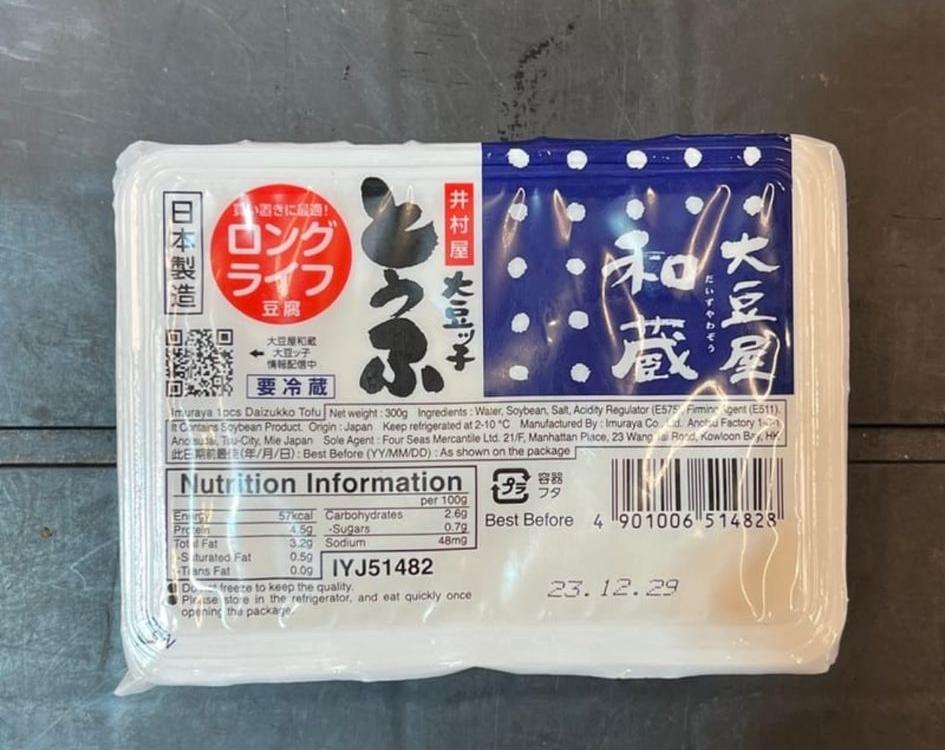 日本製造
買い置きに最適!
ロング
ライフ
豆腐
とうふ
井村屋
大豆ッ子
大豆屋
和蔵
だいずやわぞう
大豆屋和蔵
大豆ッ子
情報配信中
要冷蔵
Imuraya 1pcs Daizukko Tofu Net weight : 300g Ingredients : Water, Soybean, Salt, Acidity Regulator (E575), Firming Agent (E511).
It Contains Soybean Product. Origin : Japan Keep refrigerated at 2-10 °C Manufactured By : Imuraya Co., Ltd. Anotsu Factory
Anotsudai, Tsu-City, Mie Japan Sole Agent : Four Seas Mercantile Ltd. 21/F, Manhattan Place, 23 Wang Tai Road, Kowloon Bay, HK
此日期前最佳(年/月/日) : Best Before (YY/MM/DD) : As shown on the package
Nutrition Information
per 100g
Energy 57kcal
Protein 4.5g
Total Fat 3.2g
-Saturated Fat 0.5g
-Trans Fat 0.0g
Carbohydrates 2.6g
-Sugars 0.7g
Sodium 48mg
IYJ51482
Do not freeze to keep the quality.
Please store in the refrigerator, and eat quickly once
opening the package.
プラ
容器
フタ
Best Before
4 901006 514828
23.12.29